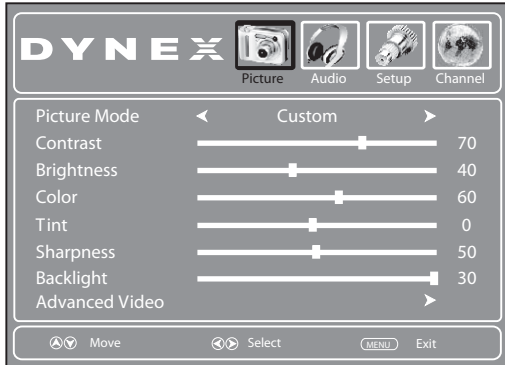 DYNEX
Picture Audio Setup Channel
Picture Mode Custom
Contrast 70
Brightness 40
Color 60
Tint 0
Sharpness 50
Backlight 30
Advanced Video
Move Select MENU Exit